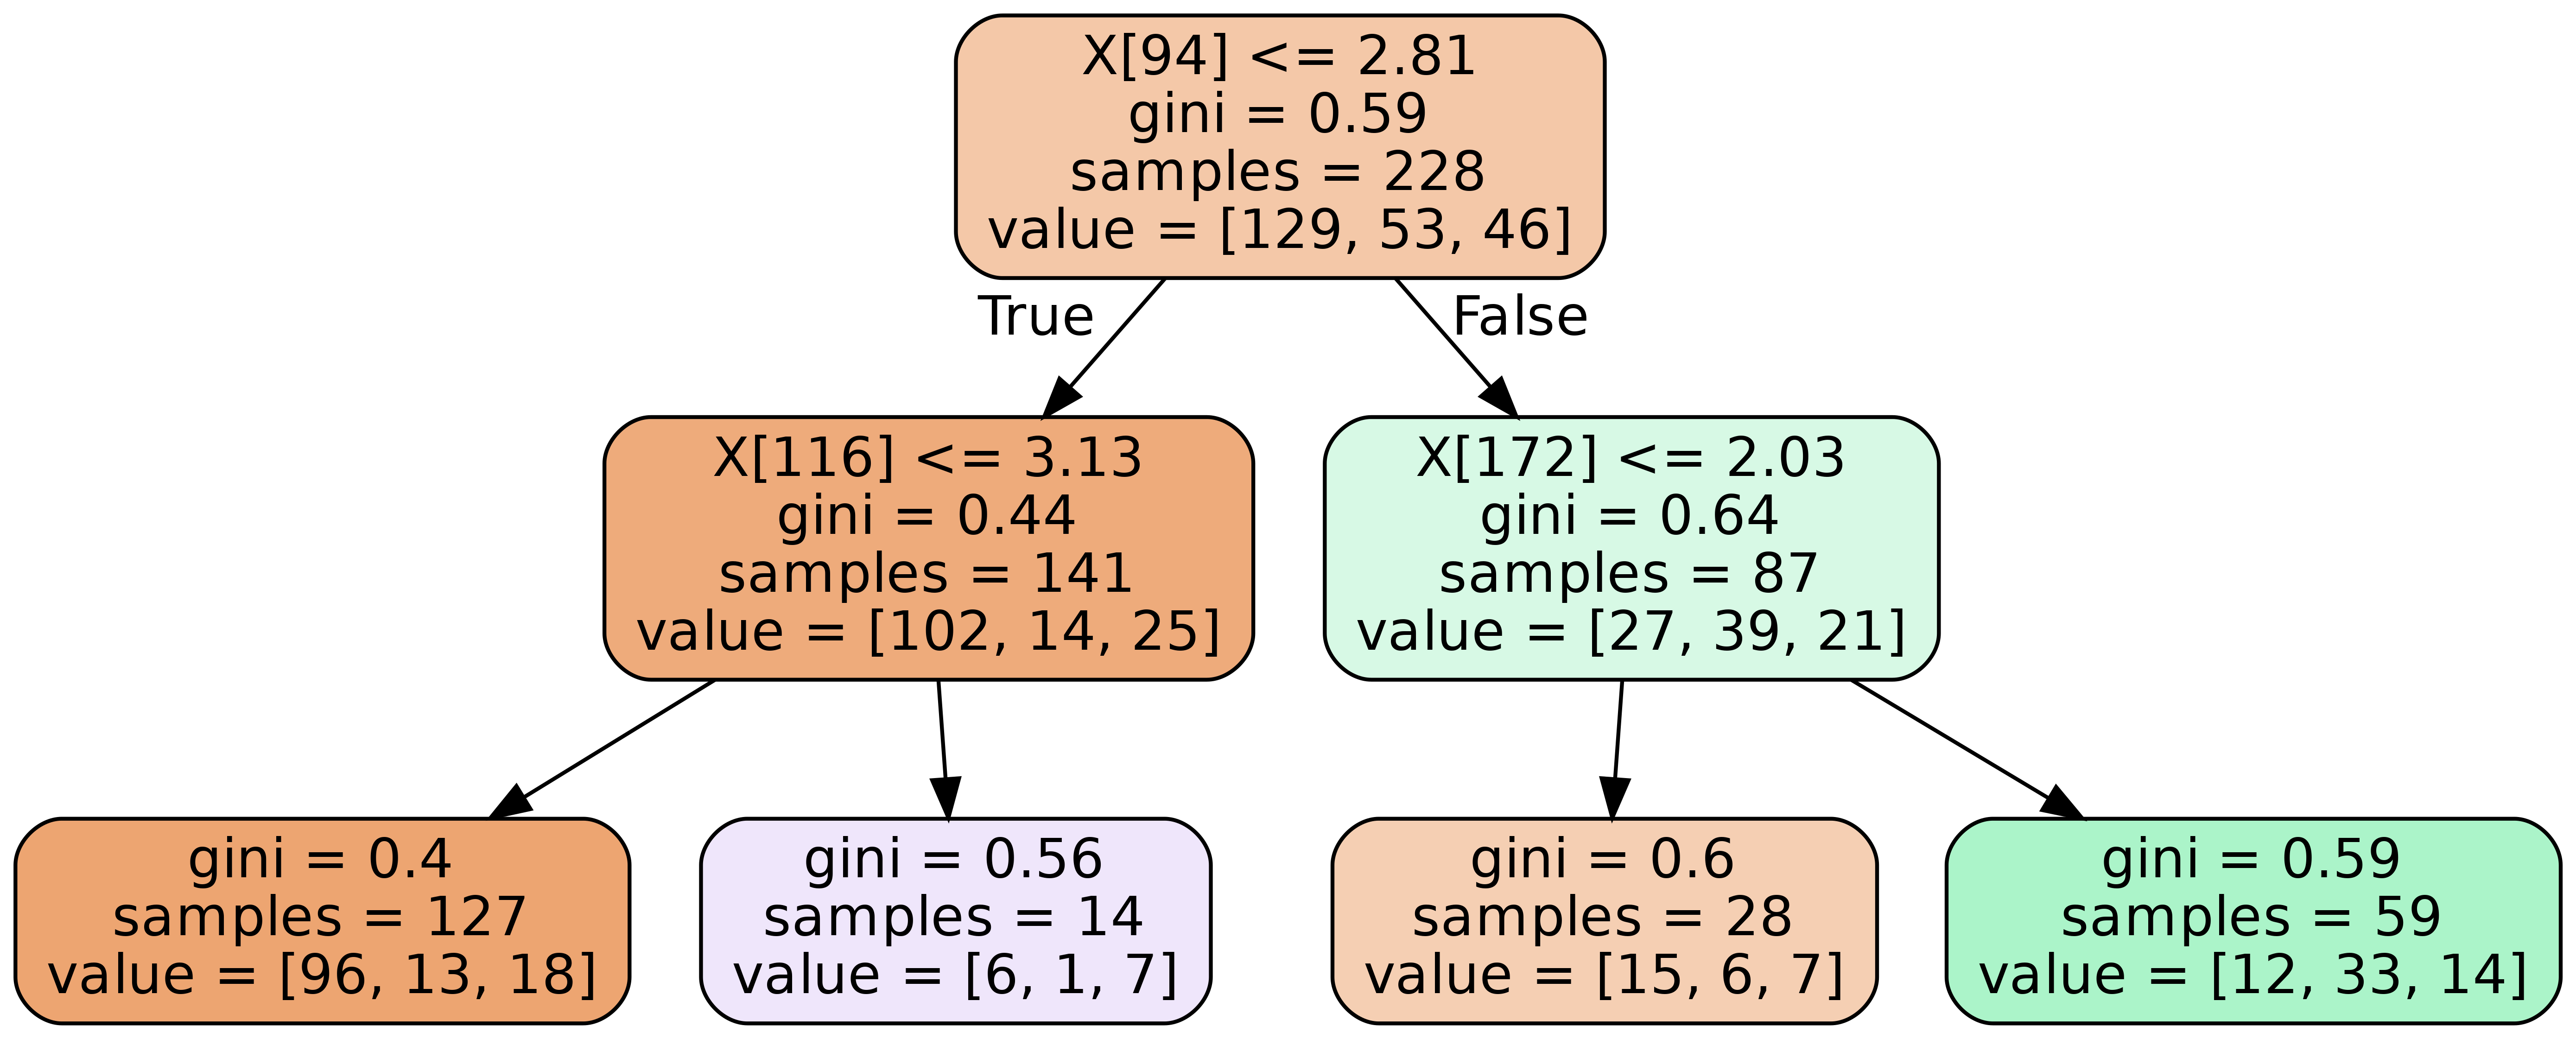 X[94] <= 2.81
gini = 0.59
samples = 228
value = [129, 53, 46]
True
False
X[116] <= 3.13
gini = 0.44
samples = 141
value = [102, 14, 25]
X[172] <= 2.03
gini = 0.64
samples = 87
value = [27, 39, 21]
gini = 0.4
samples = 127
value = [96, 13, 18]
gini = 0.56
samples = 14
value = [6, 1, 7]
gini = 0.6
samples = 28
value = [15, 6, 7]
gini = 0.59
samples = 59
value = [12, 33, 14]